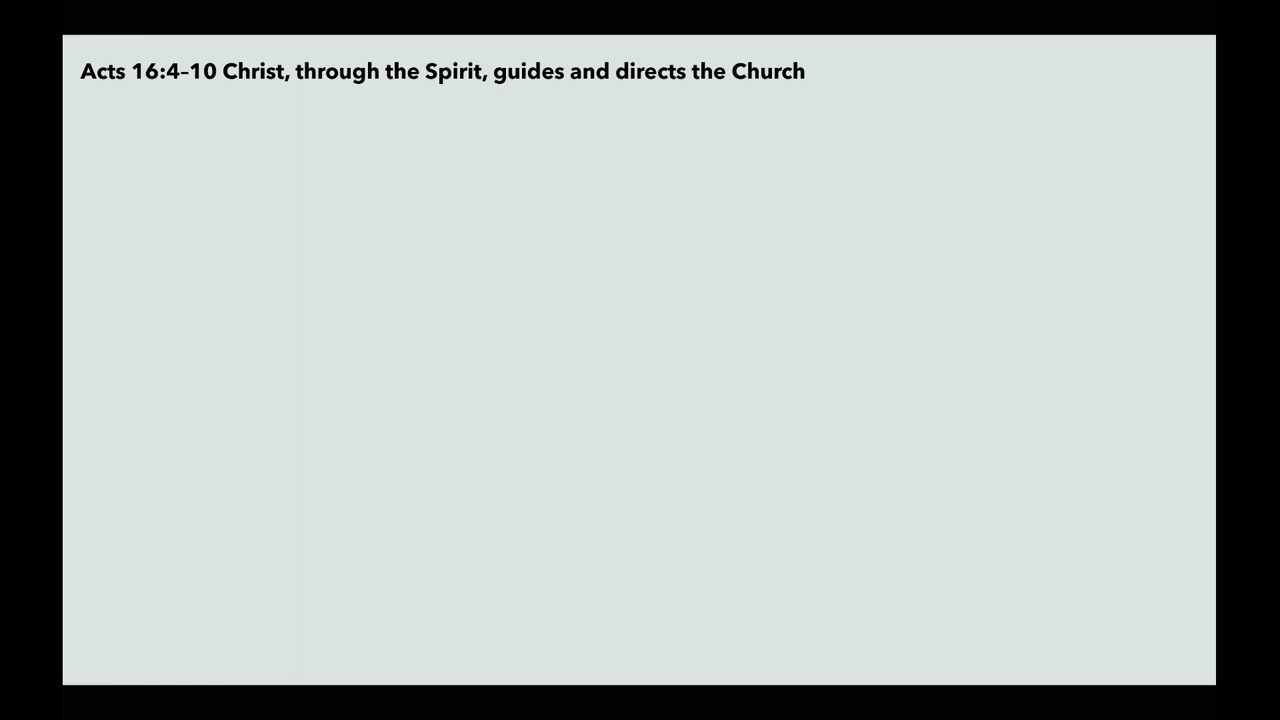 Acts 16:4–10 Christ, through the Spirit, guides and directs the Church